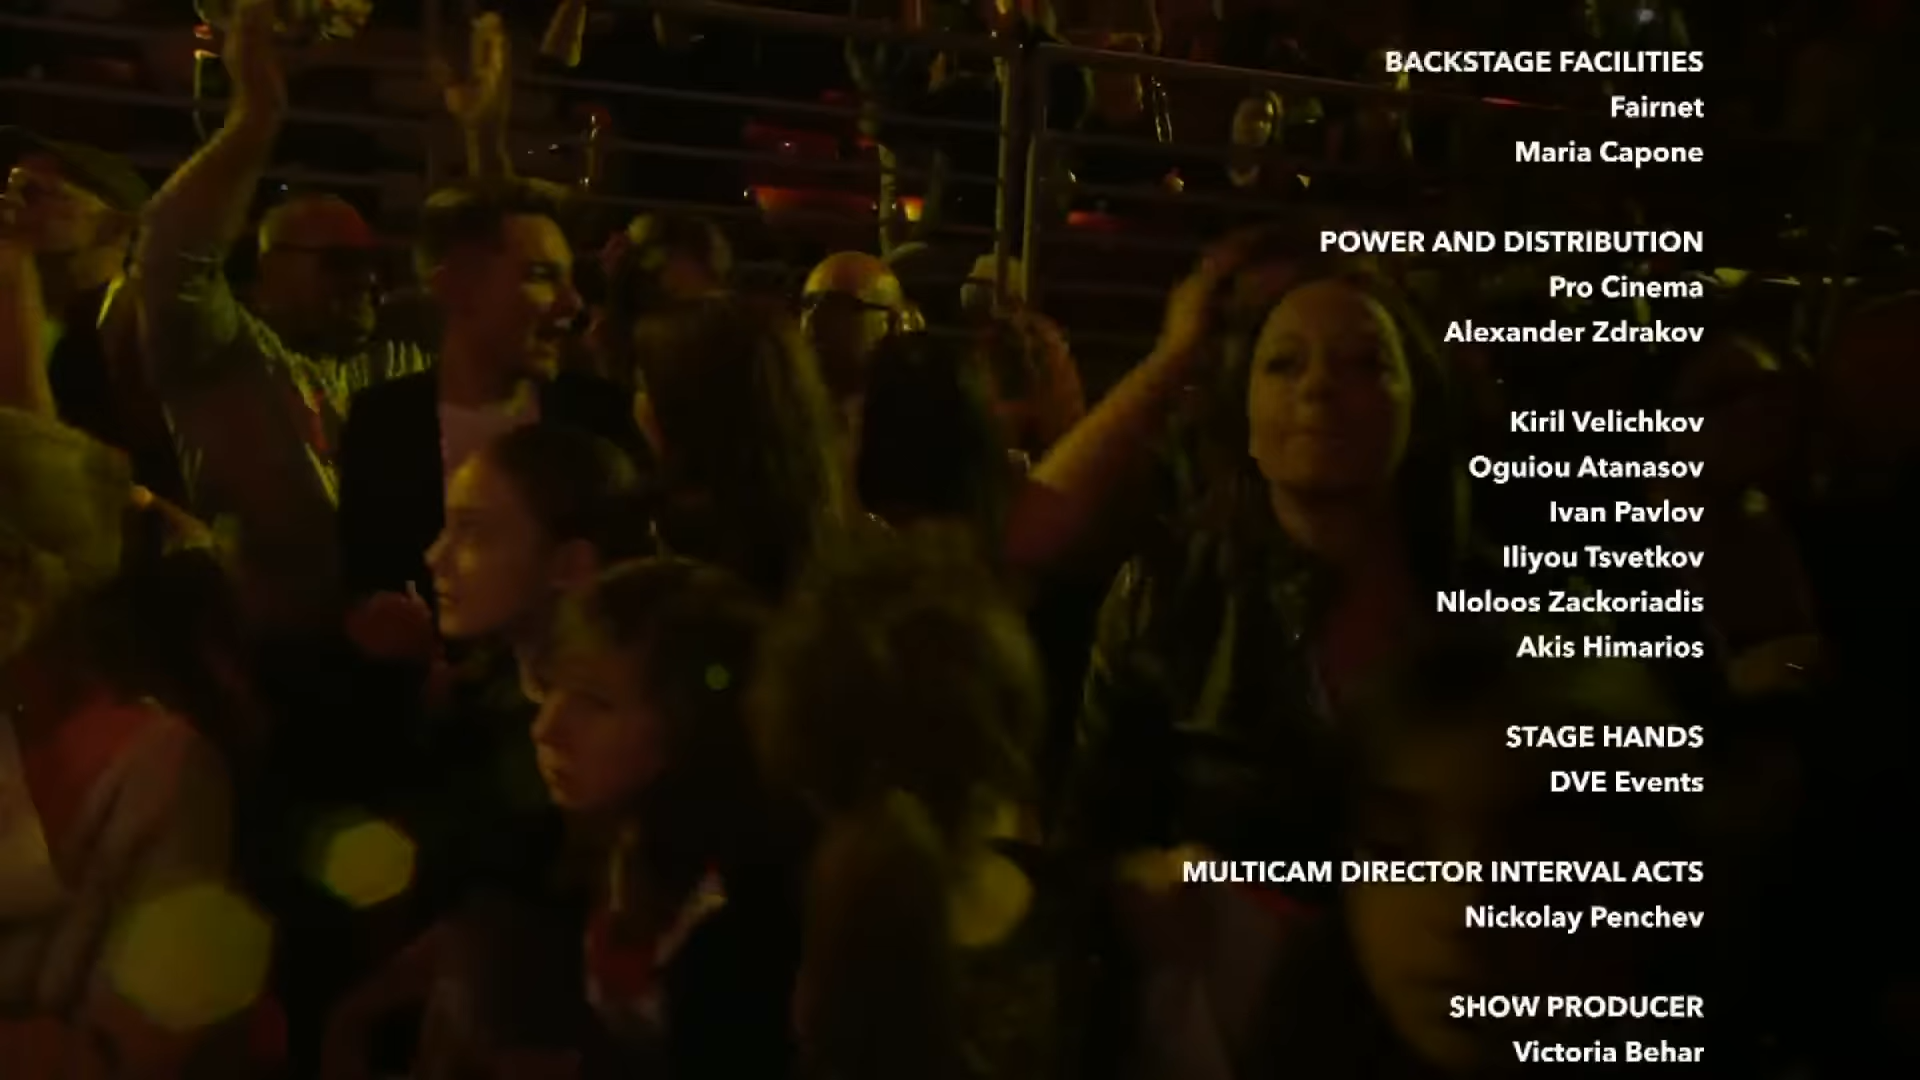 BACKSTAGE FACILITIES
Fairnet
Maria Capone
POWER AND DISTRIBUTION
Pro Cinema
Alexander Zdrakov
Kiril Velichkov
Oguiou Atanasov
Ivan Pavlov
Iliyou Tsvetkov
Nloloos Zackoriadis
Akis Himarios
STAGE HANDS
DVE Events
MULTICAM DIRECTOR INTERVAL ACTS
Nickolay Penchev
SHOW PRODUCER
Victoria Behar